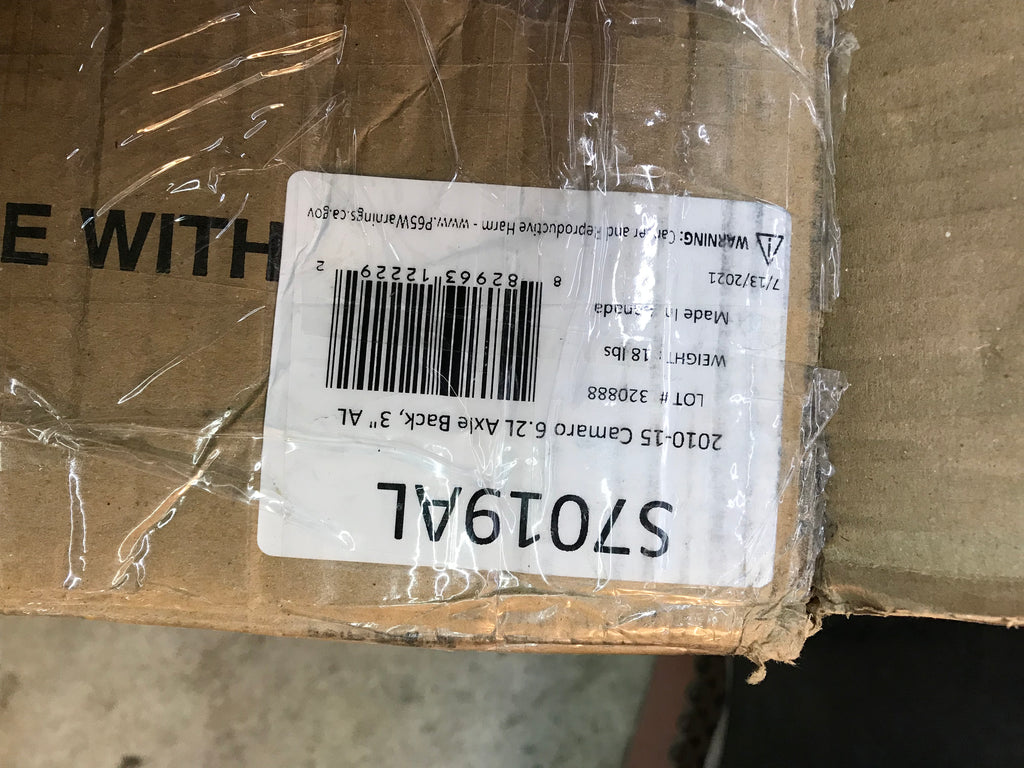 S7019AL
2010-15 Camaro 6.2L Axle Back, 3" AL
LOT# 320888
WEIGHT: 18 lbs
Made In Canada
7/13/2021
8 82963 12229 2
WARNING: Cancer and Reproductive Harm - www.P65Warnings.ca.gov
E WITH